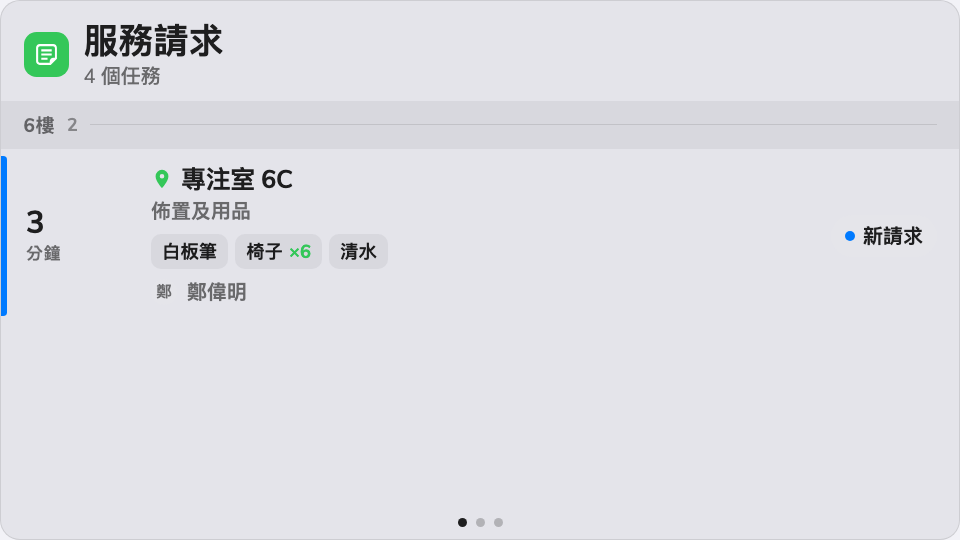 服務請求
4 個任務
6樓 2
3
分鐘
專注室 6C
佈置及用品
白板筆 椅子 ×6 清水
鄭 鄭偉明
新請求